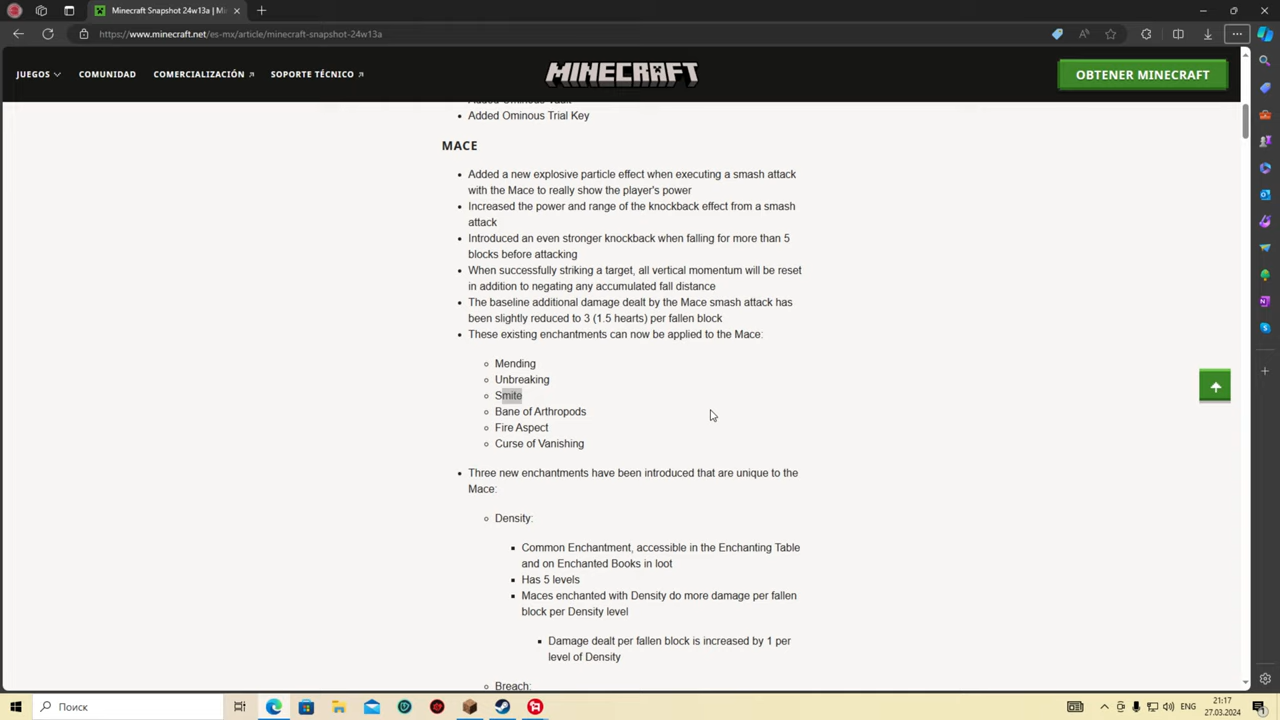 Minecraft Snapshot 24w13a | Mi
https://www.minecraft.net/es-mx/article/minecraft-snapshot-24w13a
JUEGOS COMUNIDAD COMERCIALIZACIÓN SOPORTE TÉCNICO MINECRAFT OBTENER MINECRAFT
Added Ominous Vault
Added Ominous Trial Key
MACE
Added a new explosive particle effect when executing a smash attack
with the Mace to really show the player's power
Increased the power and range of the knockback effect from a smash
attack
Introduced an even stronger knockback when falling for more than 5
blocks before attacking
When successfully striking a target, all vertical momentum will be reset
in addition to negating any accumulated fall distance
The baseline additional damage dealt by the Mace smash attack has
been slightly reduced to 3 (1.5 hearts) per fallen block
These existing enchantments can now be applied to the Mace:
Mending
Unbreaking
Smite
Bane of Arthropods
Fire Aspect
Curse of Vanishing
Three new enchantments have been introduced that are unique to the
Mace:
Density:
Common Enchantment, accessible in the Enchanting Table
and on Enchanted Books in loot
Has 5 levels
Maces enchanted with Density do more damage per fallen
block per Density level
Damage dealt per fallen block is increased by 1 per
level of Density
Breach:
Поиск
ENG
21:17
27.03.2024